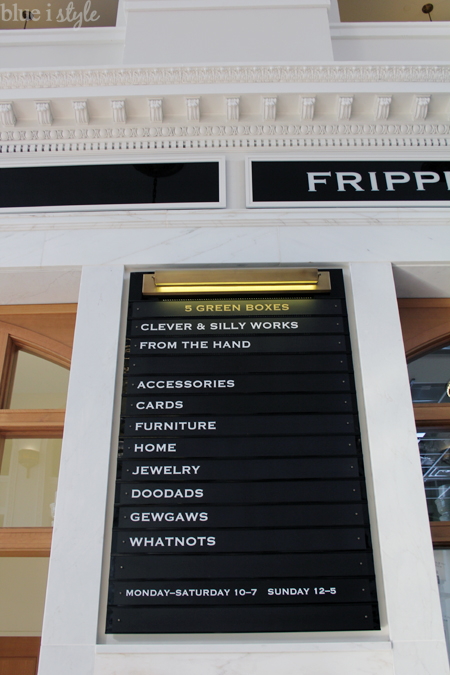 blue i style
FRIPP
5 GREEN BOXES
CLEVER & SILLY WORKS
FROM THE HAND
ACCESSORIES
CARDS
FURNITURE
HOME
JEWELRY
DOODADS
GEWGAWS
WHATNOTS
MONDAY–SATURDAY 10–7 SUNDAY 12–5